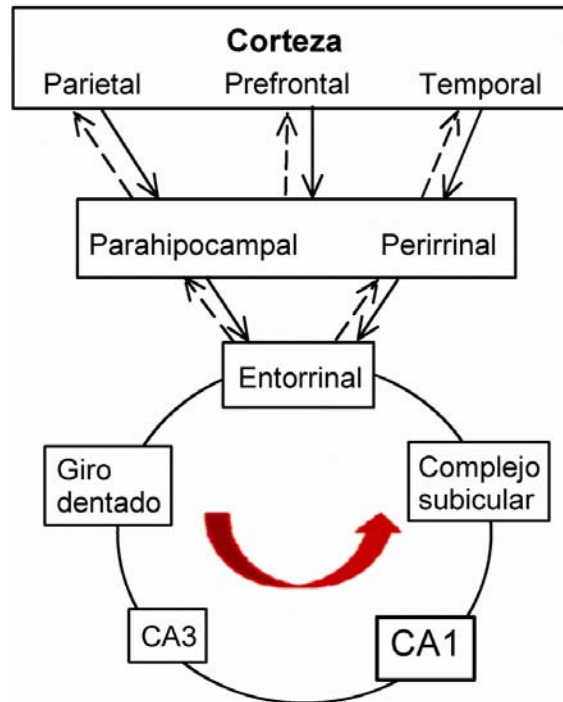 Corteza
Parietal Prefrontal Temporal
Parahipocampal Perirrinal
Entorrinal
Giro
dentado
Complejo
subicular
CA3
CA1